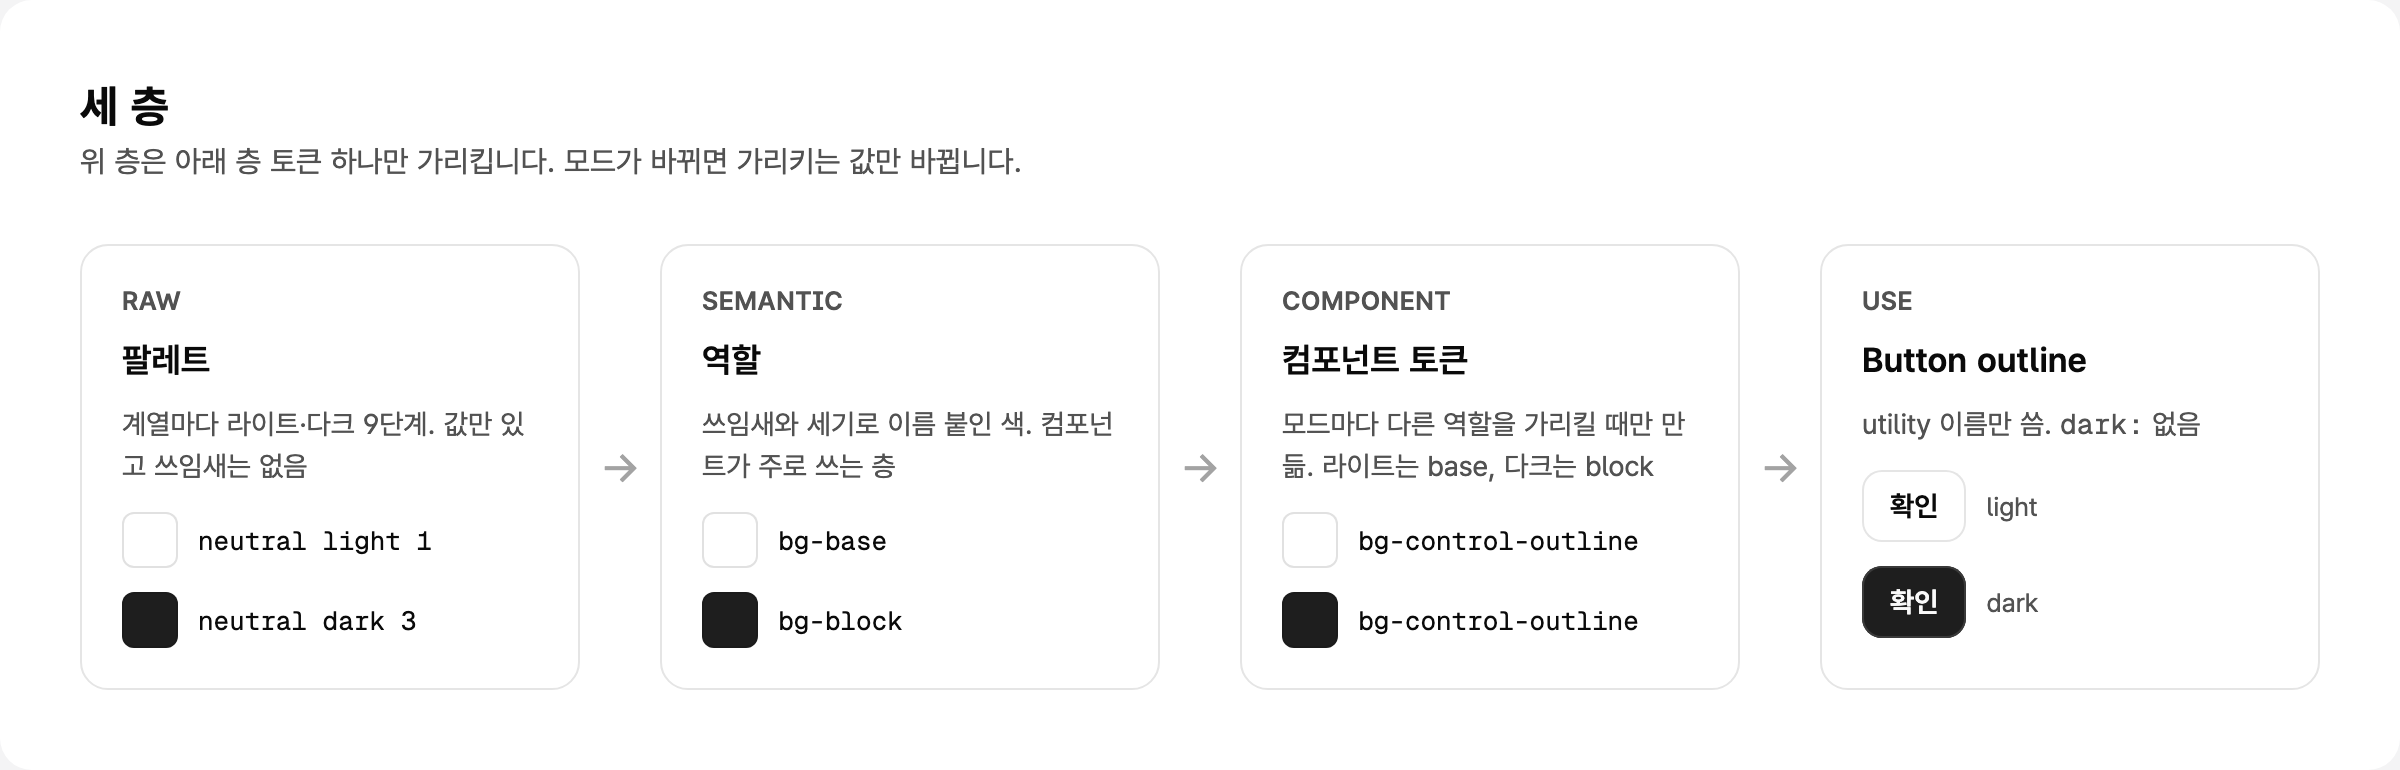 세 층
위 층은 아래 층 토큰 하나만 가리킵니다. 모드가 바뀌면 가리키는 값만 바뀝니다.
RAW
팔레트
계열마다 라이트·다크 9단계. 값만 있
고 쓰임새는 없음
neutral light 1
neutral dark 3
→
SEMANTIC
역할
쓰임새와 세기로 이름 붙인 색. 컴포넌
트가 주로 쓰는 층
bg-base
bg-block
→
COMPONENT
컴포넌트 토큰
모드마다 다른 역할을 가리킬 때만 만
듦. 라이트는 base, 다크는 block
bg-control-outline
bg-control-outline
→
USE
Button outline
utility 이름만 씀. dark: 없음
확인 light
확인 dark